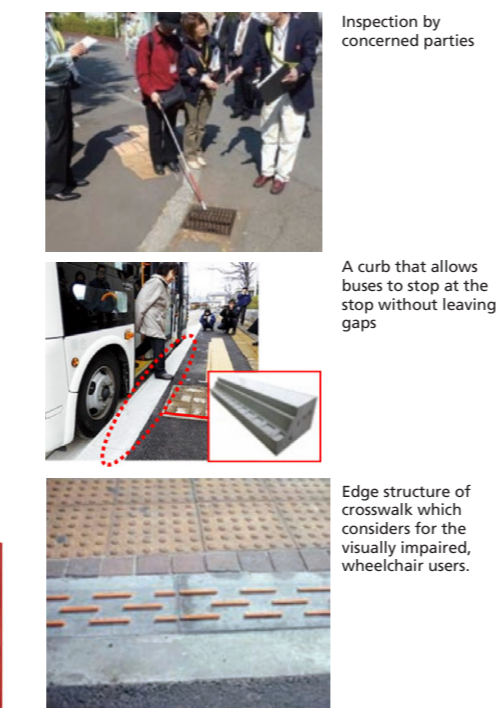 Inspection by
concerned parties
A curb that allows
buses to stop at the
stop without leaving
gaps
Edge structure of
crosswalk which
considers for the
visually impaired,
wheelchair users.